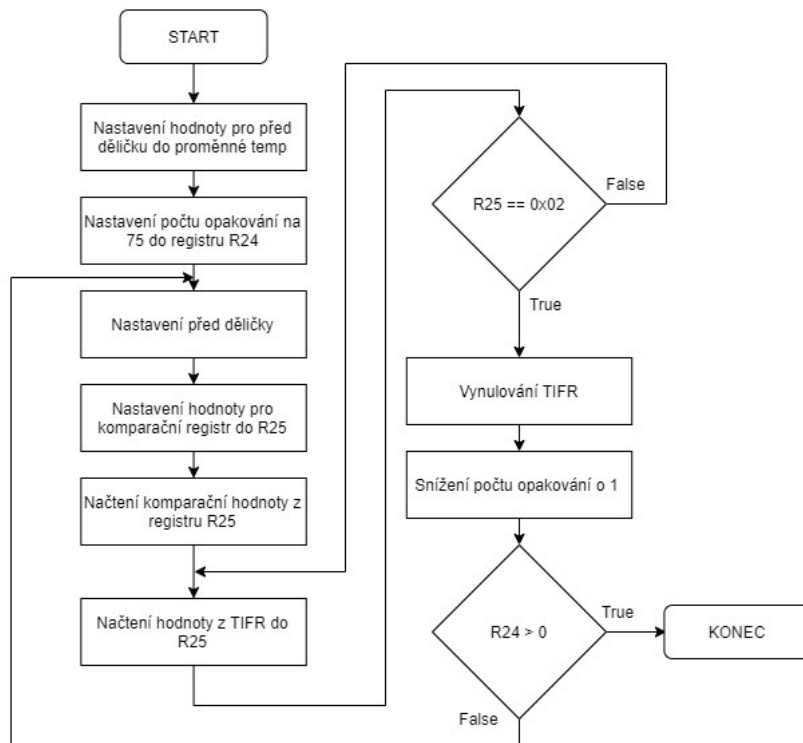 START
Nastavení hodnoty pro před
děličku do proměnné temp
Nastavení počtu opakování na
75 do registru R24
Nastavení před děličky
Nastavení hodnoty pro
komparační registr do R25
Načtení komparační hodnoty z
registru R25
Načtení hodnoty z TIFR do
R25
R25 == 0x02
False
True
Vynulování TIFR
Snížení počtu opakování o 1
R24 > 0
True
KONEC
False